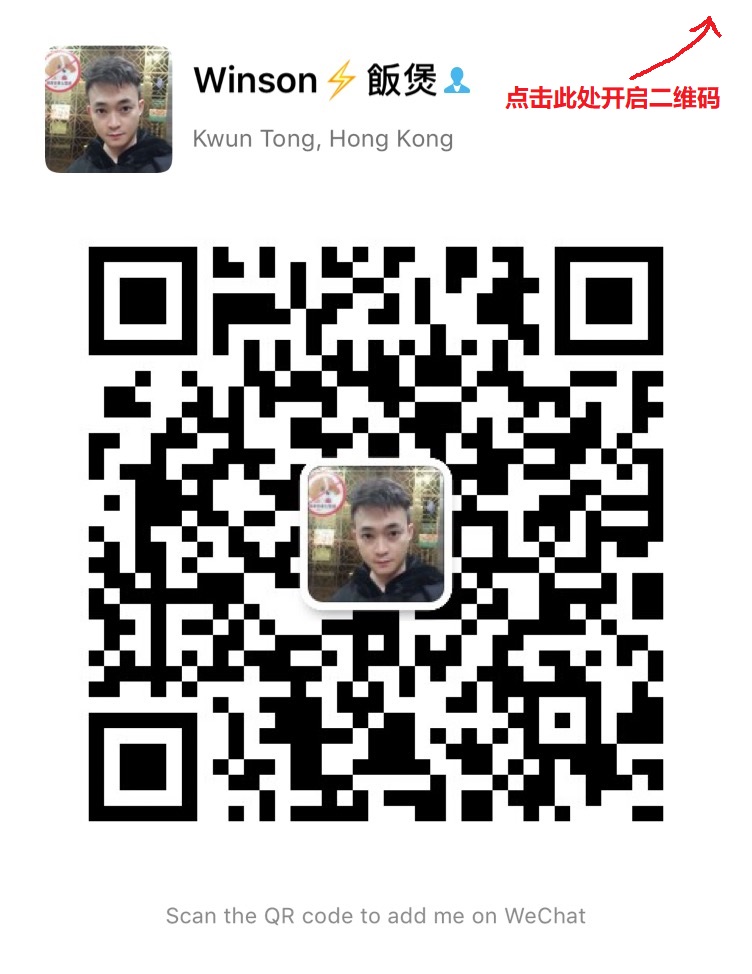 Winson⚡飯煲👤
点击此处开启二维码
Kwun Tong, Hong Kong
Scan the QR code to add me on WeChat